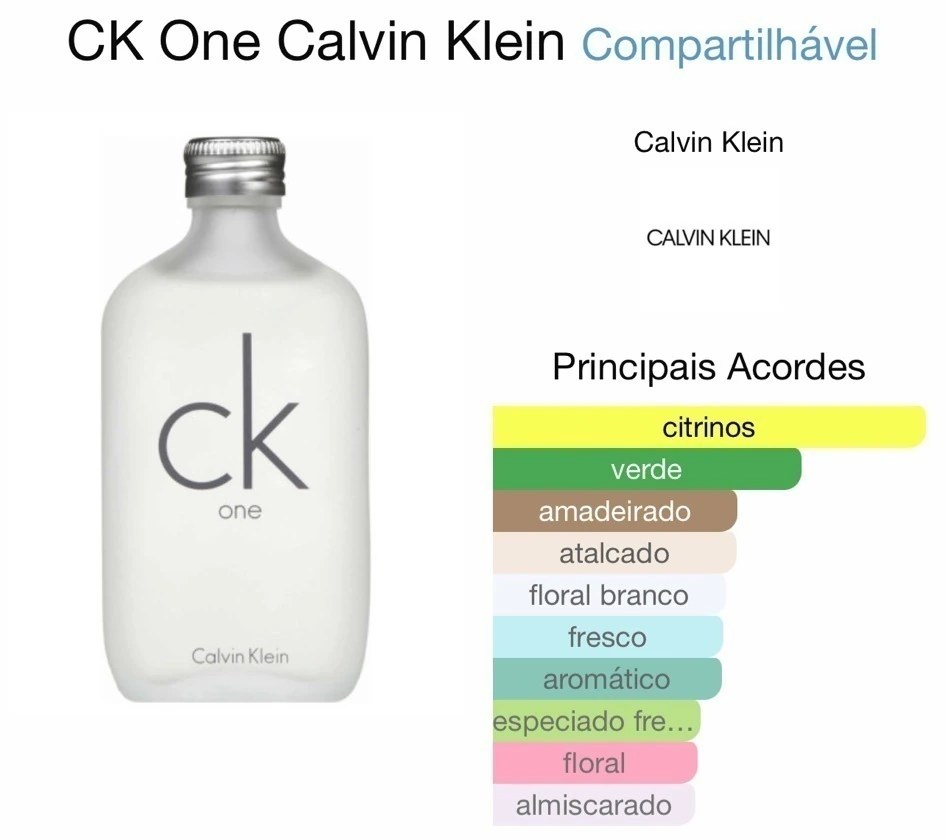 CK One Calvin Klein Compartilhável
ck
one
Calvin Klein
Calvin Klein
CALVIN KLEIN
Principais Acordes
citrinos
verde
amadeirado
atalcado
floral branco
fresco
aromático
especiado fre...
floral
almiscarado